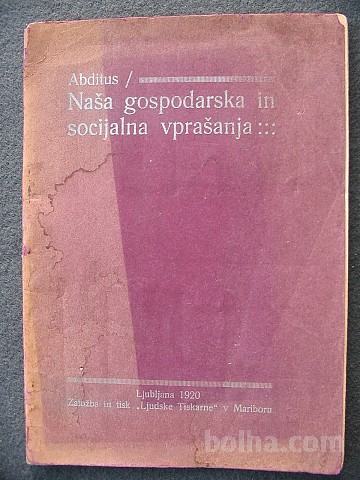 Abditus /
Naša gospodarska in
socijalna vprašanja :::
Ljubljana 1920
Založba in tisk „Ljudske Tiskarne" v Mariboru
bolha.com